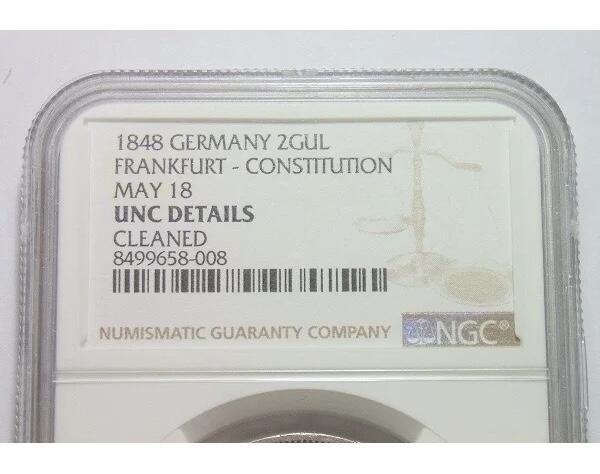 1848 GERMANY 2GUL
FRANKFURT - CONSTITUTION
MAY 18
UNC DETAILS
CLEANED
8499658-008
NUMISMATIC GUARANTY COMPANY
NGC®